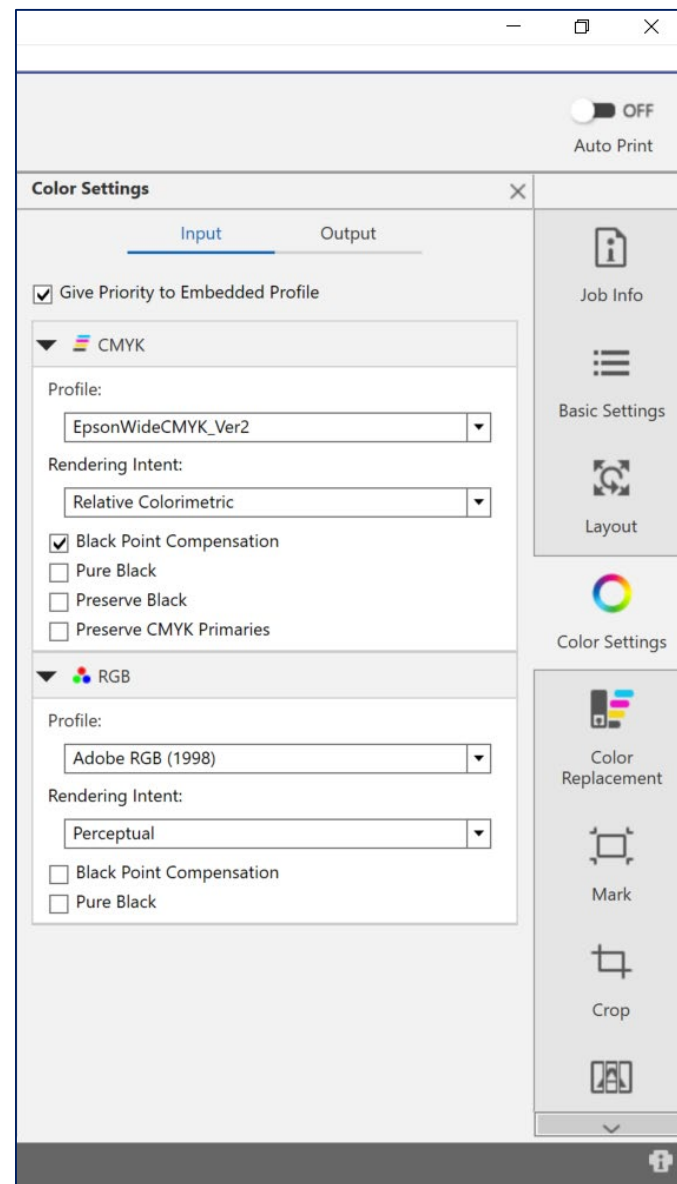 OFF
Auto Print
Color Settings
Input Output
Give Priority to Embedded Profile
CMYK
Profile:
EpsonWideCMYK_Ver2
Rendering Intent:
Relative Colorimetric
Black Point Compensation
Pure Black
Preserve Black
Preserve CMYK Primaries
RGB
Profile:
Adobe RGB (1998)
Rendering Intent:
Perceptual
Black Point Compensation
Pure Black
Job Info
Basic Settings
Layout
Color Settings
Color
Replacement
Mark
Crop